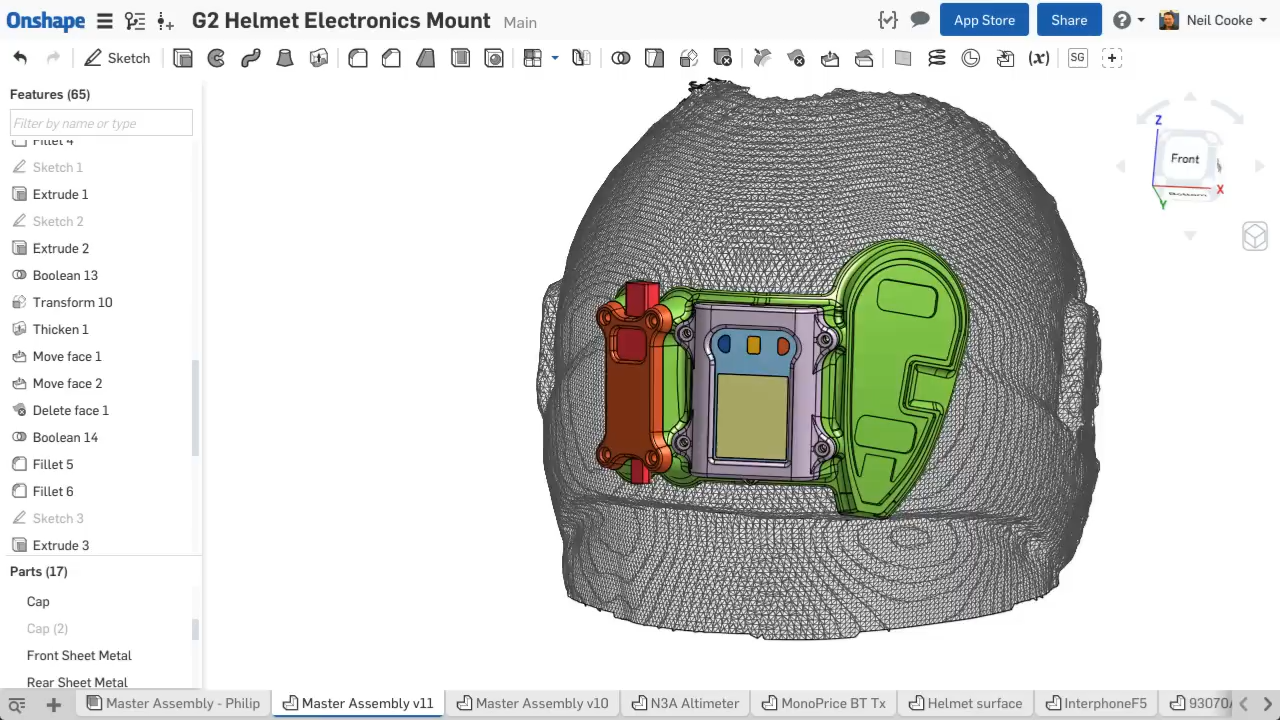 Onshape G2 Helmet Electronics Mount Main App Store Share Neil Cooke
Sketch (x) SG
Features (65)
Filter by name or type
Fillet 4
Sketch 1
Extrude 1
Sketch 2
Extrude 2
Boolean 13
Transform 10
Thicken 1
Move face 1
Move face 2
Delete face 1
Boolean 14
Fillet 5
Fillet 6
Sketch 3
Extrude 3
Parts (17)
Cap
Cap (2)
Front Sheet Metal
Rear Sheet Metal
Z
Front
X
Bottom
Y
Master Assembly - Philip Master Assembly v11 Master Assembly v10 N3A Altimeter MonoPrice BT Tx Helmet surface InterphoneF5 93070A